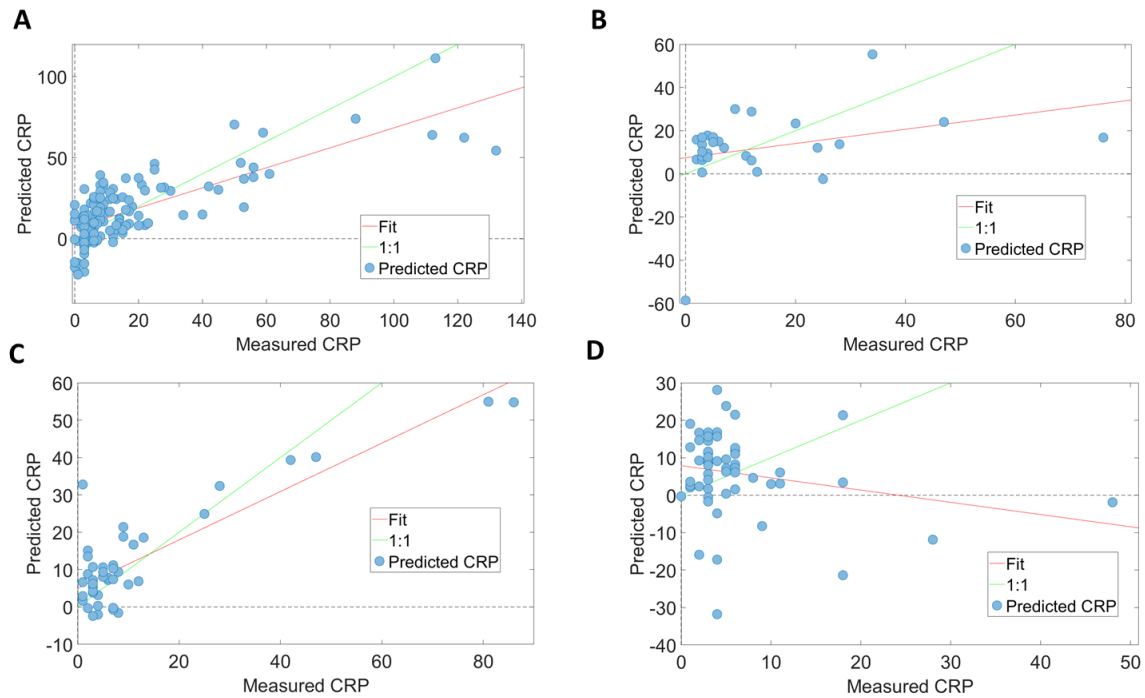 A
Predicted CRP
100
50
0
0 20 40 60 80 100 120 140
Measured CRP
Fit
1:1
Predicted CRP
B
Predicted CRP
60
40
20
0
-20
-40
-60
0 20 40 60 80
Measured CRP
Fit
1:1
Predicted CRP
C
Predicted CRP
60
50
40
30
20
10
0
-10
0 20 40 60 80
Measured CRP
Fit
1:1
Predicted CRP
D
Predicted CRP
30
20
10
0
-10
-20
-30
-40
0 10 20 30 40 50
Measured CRP
Fit
1:1
Predicted CRP